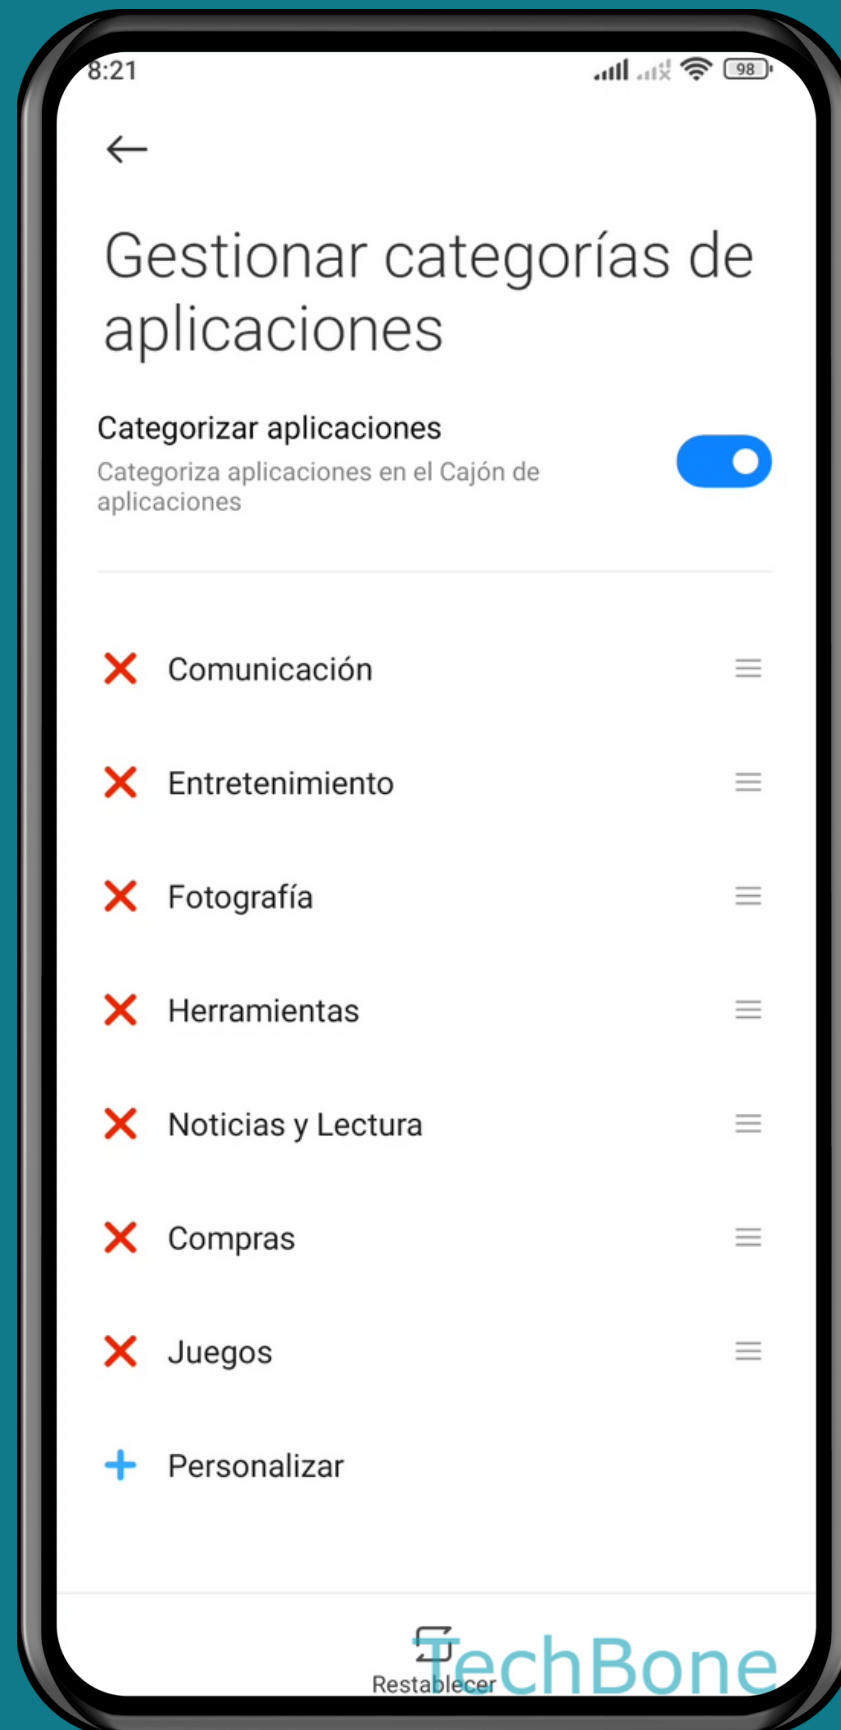 8:21
98
Gestionar categorías de
aplicaciones
Categorizar aplicaciones
Categoriza aplicaciones en el Cajón de
aplicaciones
Comunicación
Entretenimiento
Fotografía
Herramientas
Noticias y Lectura
Compras
Juegos
Personalizar
Restablecer
TechBone